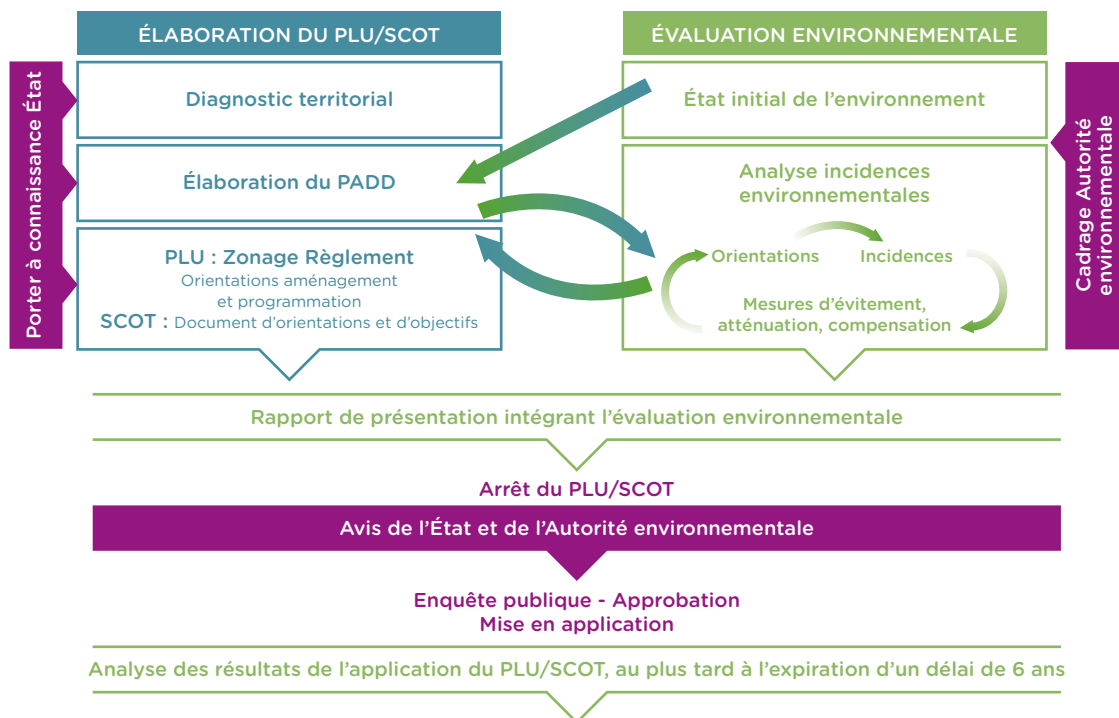 ÉLABORATION DU PLU/SCOT
ÉVALUATION ENVIRONNEMENTALE
Porter à connaissance État
Diagnostic territorial
État initial de l’environnement
Cadrage Autorité
environnementale
Élaboration du PADD
Analyse incidences
environnementales
PLU : Zonage Règlement
Orientations aménagement
et programmation
SCOT : Document d’orientations et d’objectifs
Orientations
Incidences
Mesures d’évitement,
atténuation, compensation
Rapport de présentation intégrant l’évaluation environnementale
Arrêt du PLU/SCOT
Avis de l’État et de l’Autorité environnementale
Enquête publique - Approbation
Mise en application
Analyse des résultats de l’application du PLU/SCOT, au plus tard à l’expiration d’un délai de 6 ans